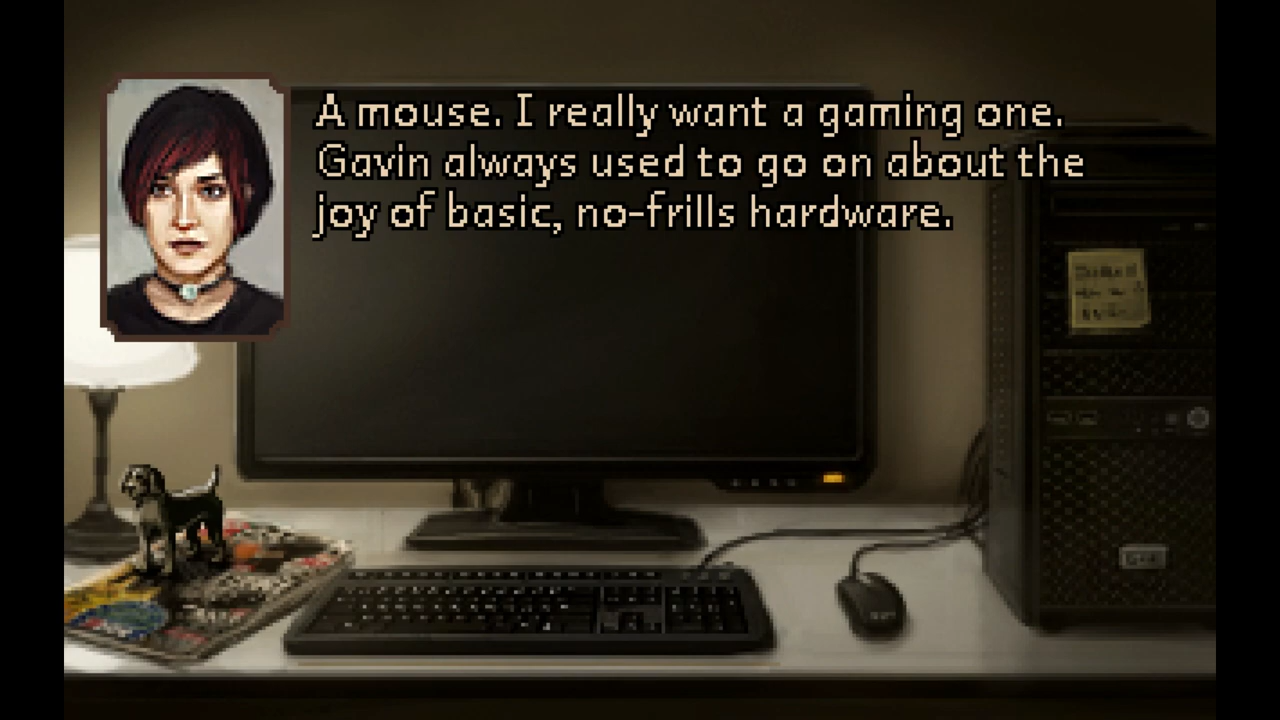 A mouse. I really want a gaming one.
Gavin always used to go on about the
joy of basic, no-frills hardware.